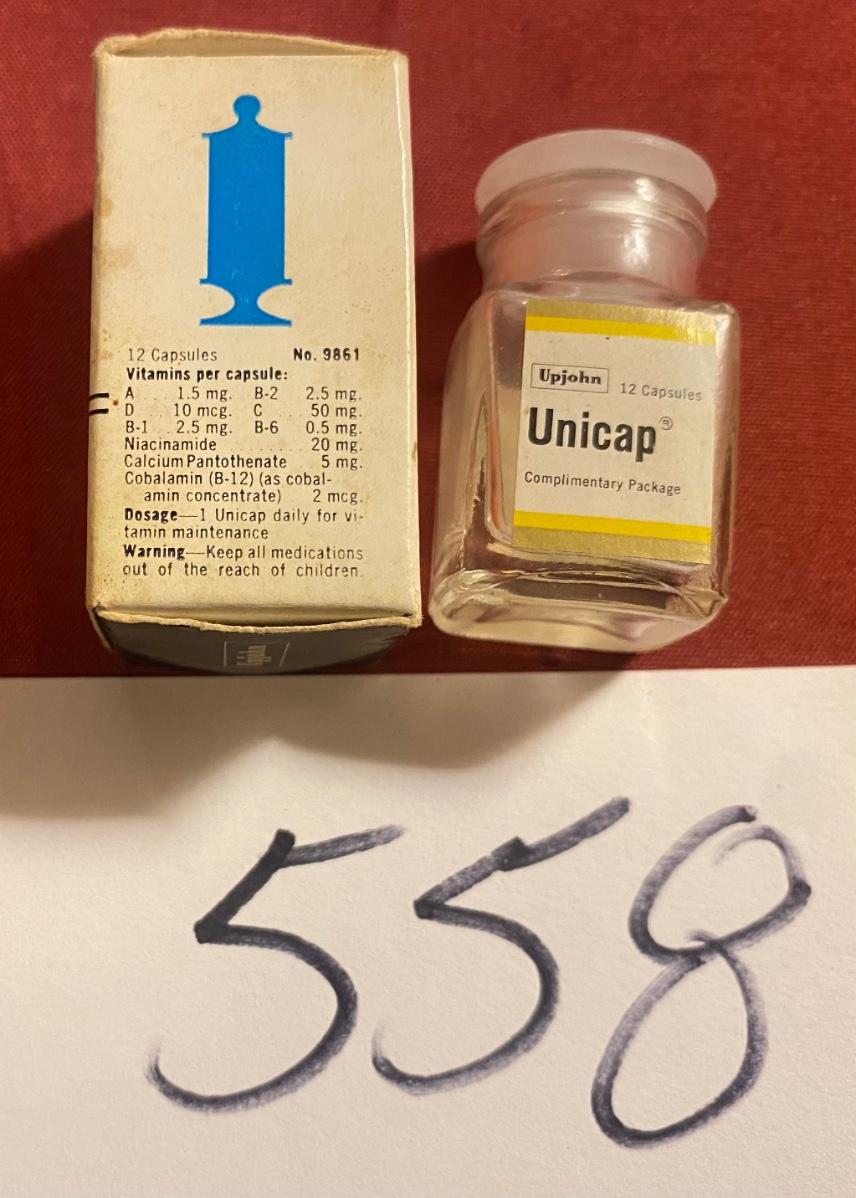 12 Capsules No. 9861
Vitamins per capsule:
A ... 1.5 mg. B-2 2.5 mg.
D ... 10 mcg. C .... 50 mg.
B-1 .. 2.5 mg. B-6 0.5 mg.
Niacinamide ........ 20 mg.
Calcium Pantothenate 5 mg.
Cobalamin (B-12) (as cobal-
amin concentrate) 2 mcg.
Dosage—1 Unicap daily for vi-
tamin maintenance
Warning—Keep all medications
out of the reach of children.
Upjohn
Upjohn 12 Capsules
Unicap®
Complimentary Package
558